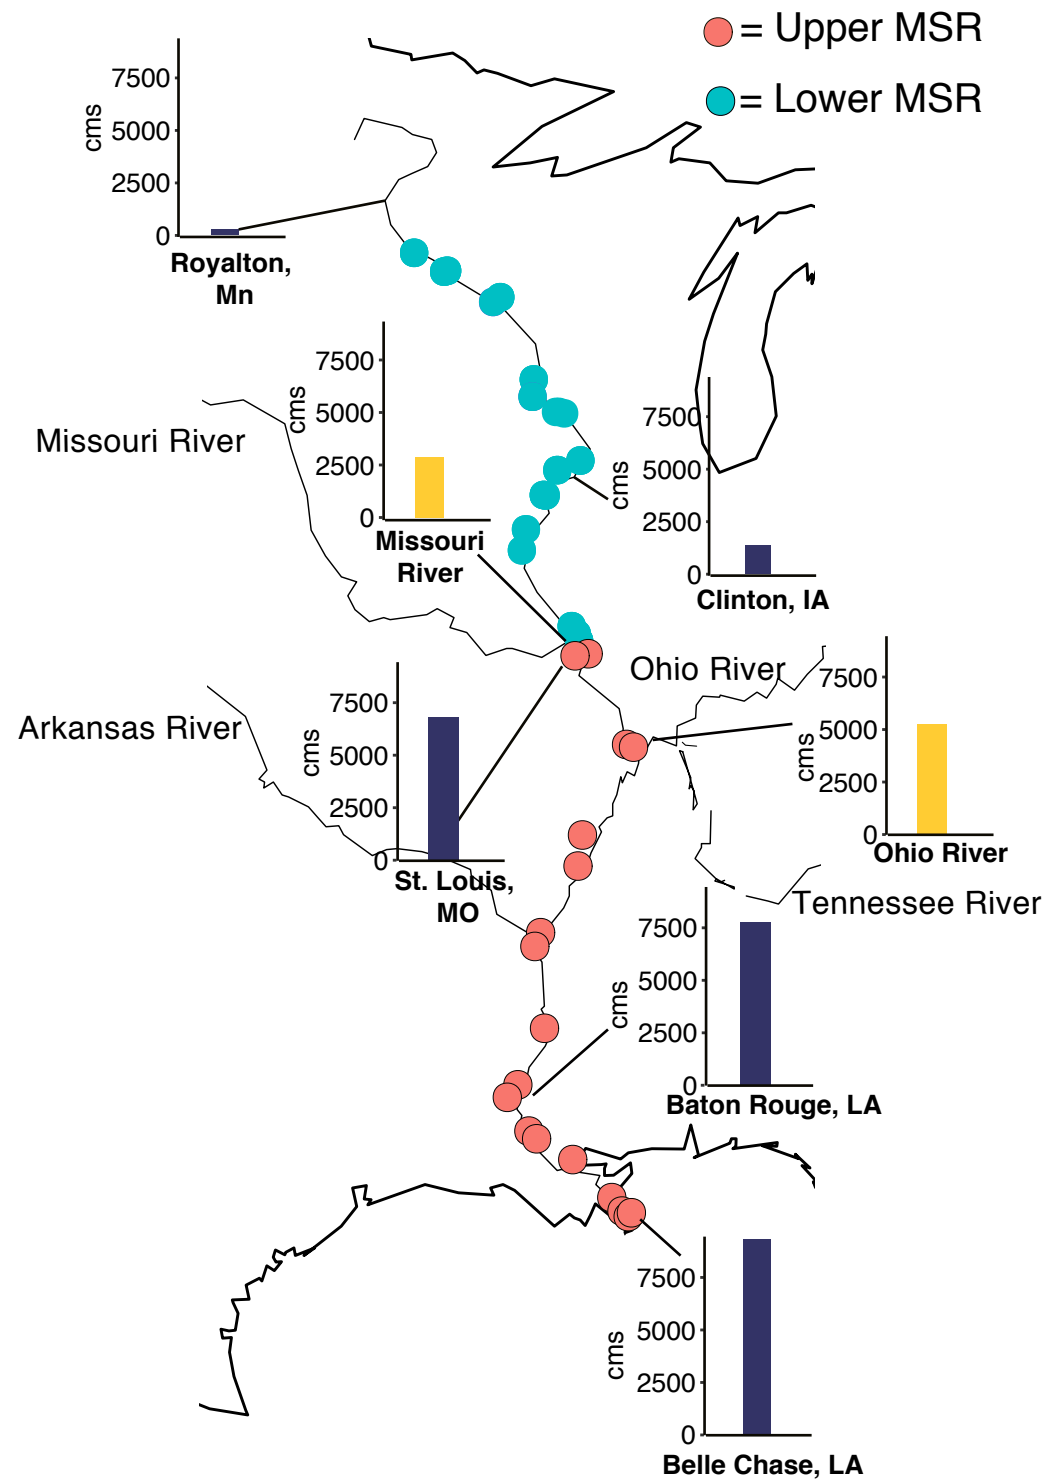 = Upper MSR
= Lower MSR
7500
5000
2500
0
cms
Royalton,
Mn
7500
5000
2500
0
cms
Missouri
River
Missouri River
7500
5000
2500
0
cms
Clinton, IA
Ohio River
7500
5000
2500
0
cms
Ohio River
Arkansas River
7500
5000
2500
0
cms
St. Louis,
MO
Tennessee River
7500
5000
2500
0
cms
Baton Rouge, LA
7500
5000
2500
0
cms
Belle Chase, LA